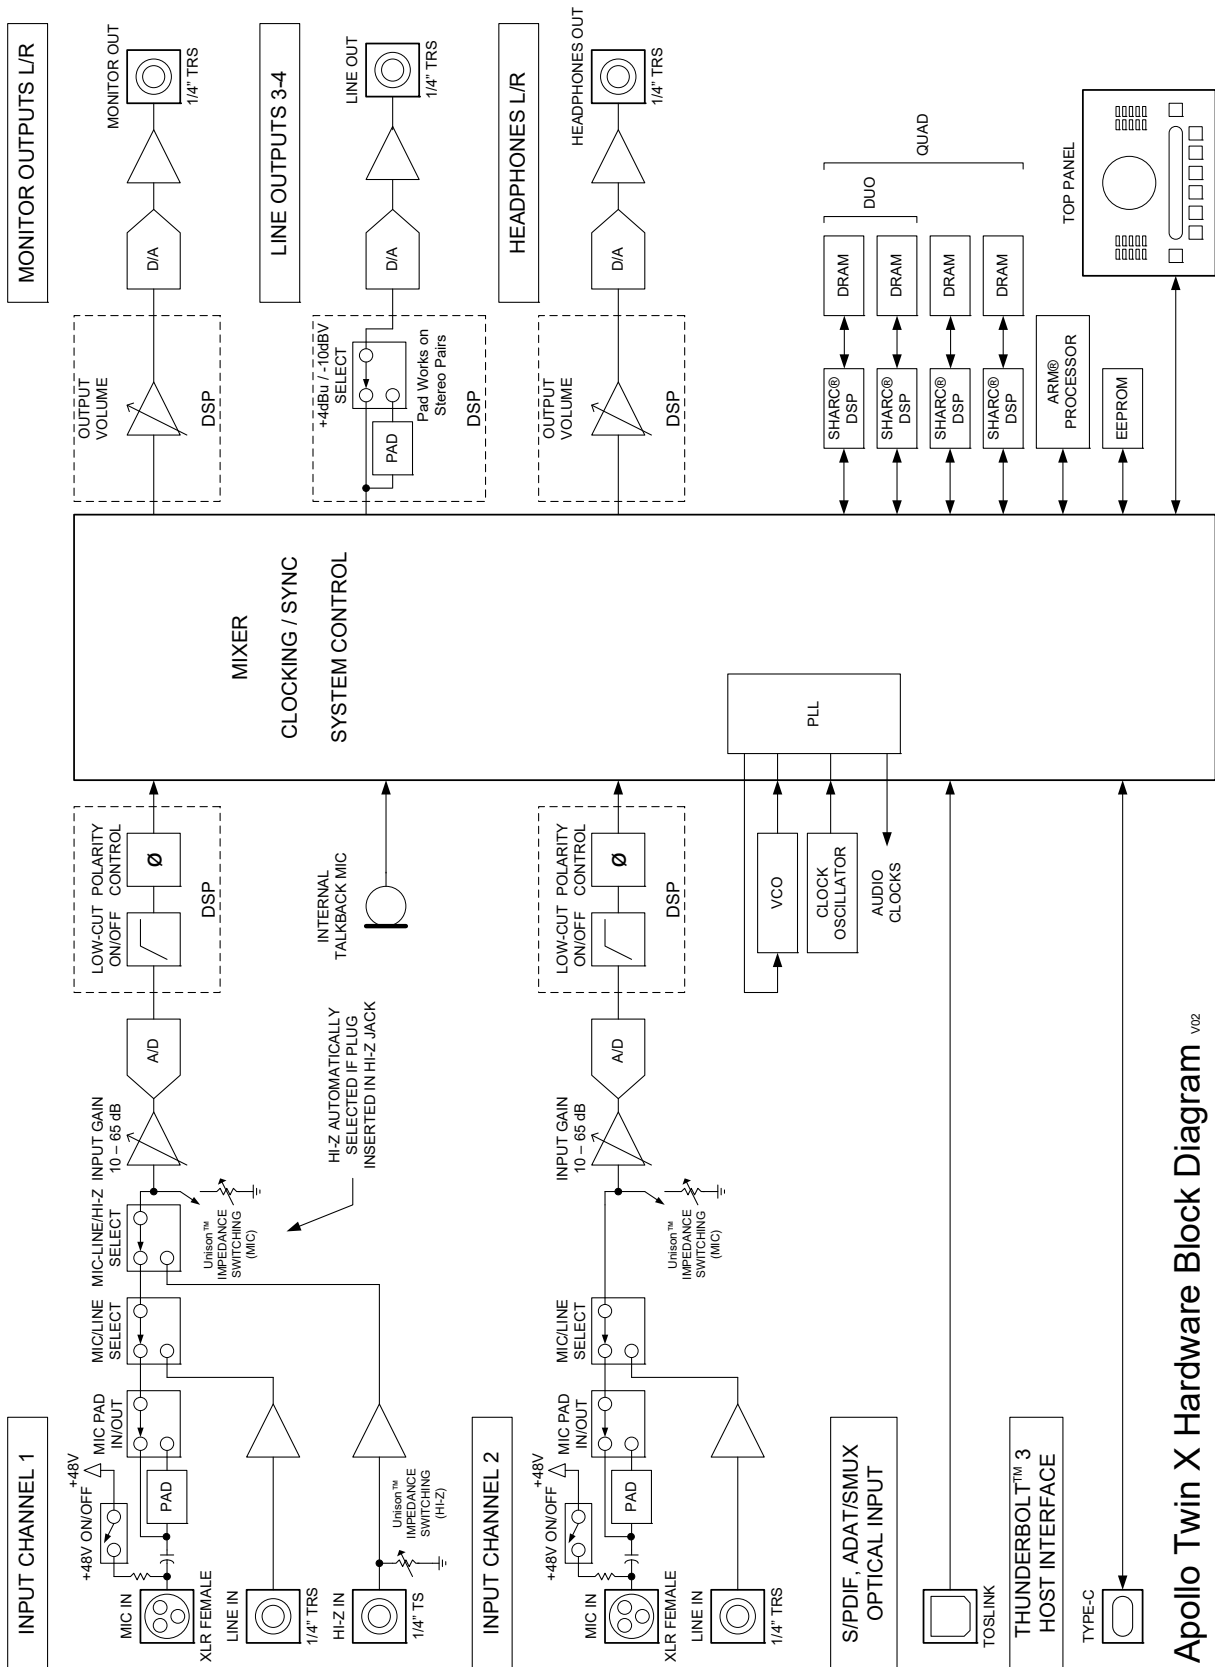 INPUT CHANNEL 1
+48V ON/OFF
+48V
MIC IN
XLR FEMALE
PAD
MIC PAD
IN/OUT
MIC/LINE
SELECT
MIC-LINE/HI-Z
SELECT
INPUT GAIN
10 – 65 dB
A/D
LOW-CUT
ON/OFF
POLARITY
CONTROL
Ø
DSP
LINE IN
1/4" TRS
HI-Z IN
1/4" TS
Unison™
IMPEDANCE
SWITCHING
(HI-Z)
Unison™
IMPEDANCE
SWITCHING
(MIC)
HI-Z AUTOMATICALLY
SELECTED IF PLUG
INSERTED IN HI-Z JACK
INTERNAL
TALKBACK MIC
INPUT CHANNEL 2
+48V ON/OFF
+48V
MIC IN
XLR FEMALE
PAD
MIC PAD
IN/OUT
MIC/LINE
SELECT
Unison™
IMPEDANCE
SWITCHING
(MIC)
INPUT GAIN
10 – 65 dB
A/D
LOW-CUT
ON/OFF
POLARITY
CONTROL
Ø
DSP
LINE IN
1/4" TRS
S/PDIF, ADAT/SMUX
OPTICAL INPUT
TOSLINK
THUNDERBOLT™ 3
HOST INTERFACE
TYPE-C
VCO
CLOCK
OSCILLATOR
AUDIO
CLOCKS
PLL
MIXER
CLOCKING / SYNC
SYSTEM CONTROL
MONITOR OUTPUTS L/R
OUTPUT
VOLUME
DSP
D/A
MONITOR OUT
1/4" TRS
LINE OUTPUTS 3-4
+4dBu / -10dBV
SELECT
PAD
Pad Works on
Stereo Pairs
DSP
D/A
LINE OUT
1/4" TRS
HEADPHONES L/R
OUTPUT
VOLUME
DSP
D/A
HEADPHONES OUT
1/4" TRS
SHARC®
DSP
DRAM
SHARC®
DSP
DRAM
DUO
SHARC®
DSP
DRAM
SHARC®
DSP
DRAM
QUAD
ARM®
PROCESSOR
EEPROM
TOP PANEL
Apollo Twin X Hardware Block Diagram V02